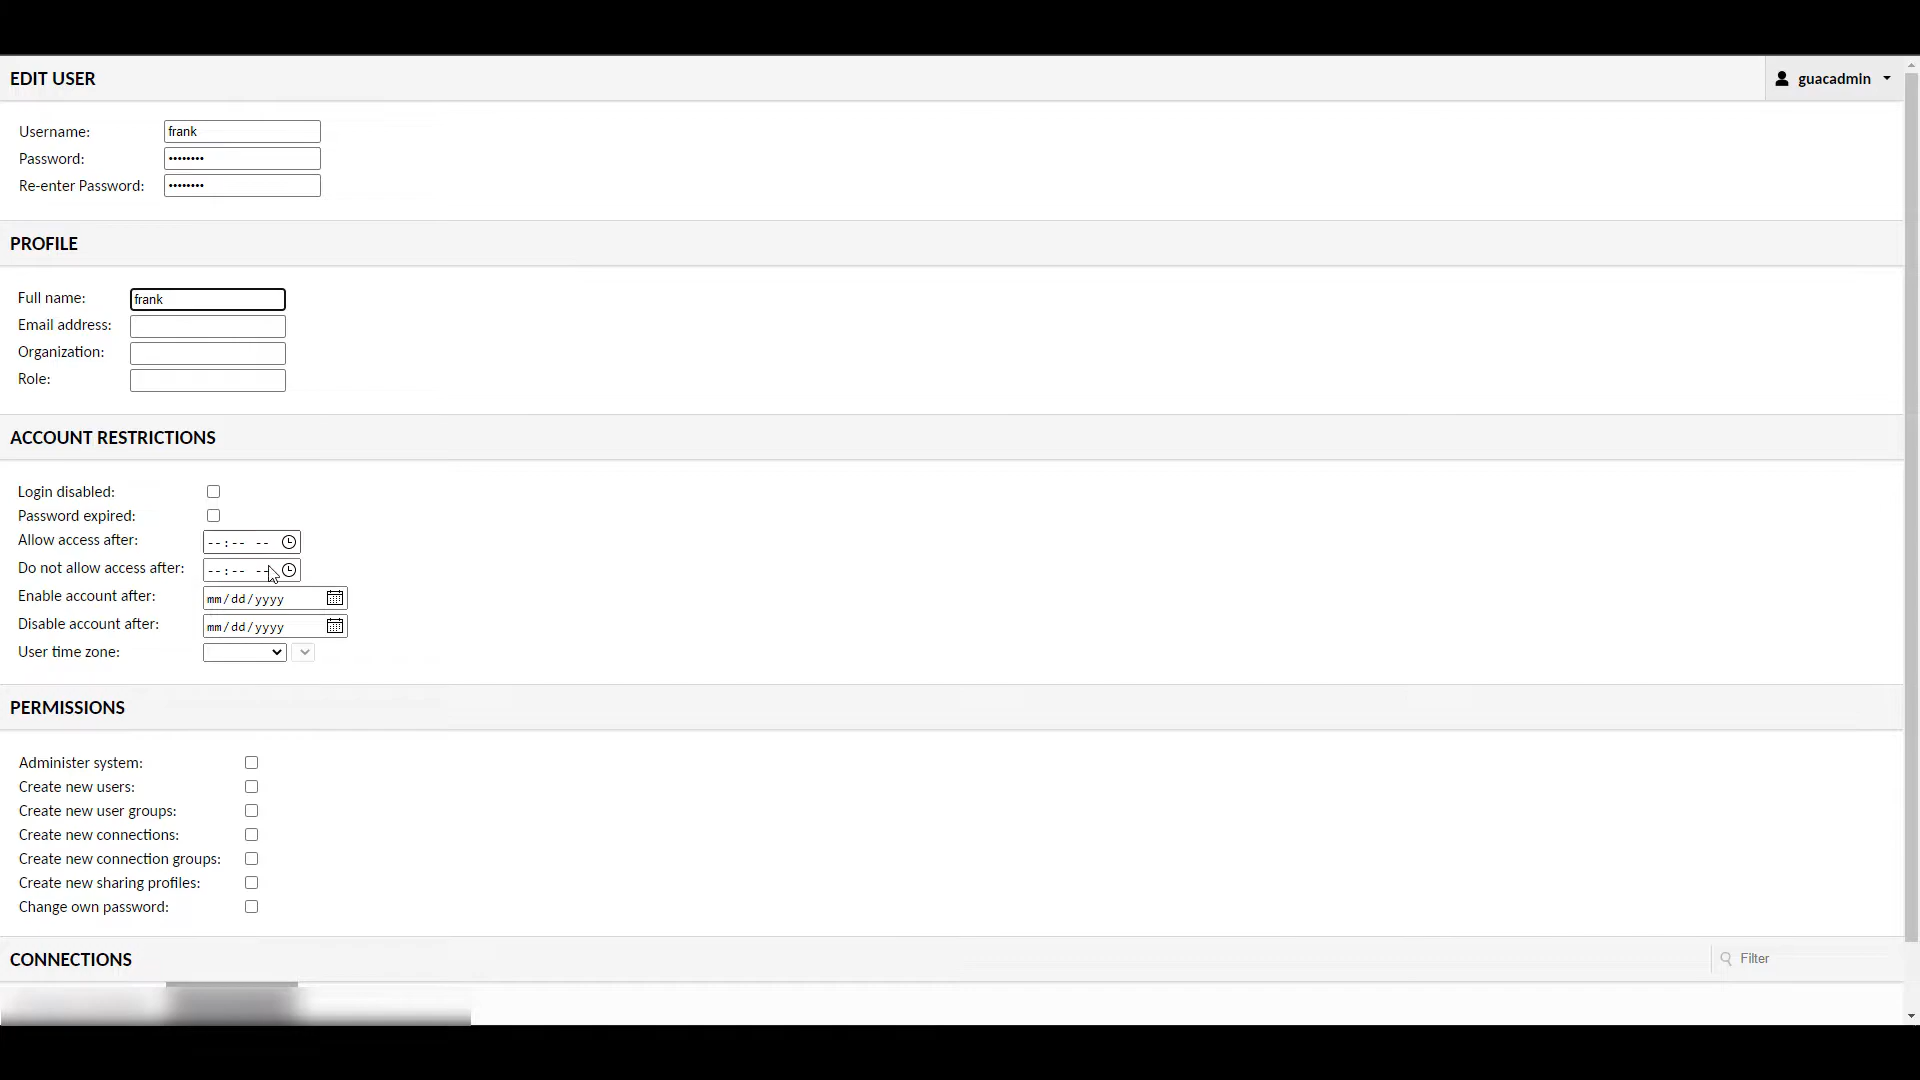 EDIT USER
guacadmin
Username: frank
Password: ••••••••
Re-enter Password: ••••••••
PROFILE
Full name: frank
Email address:
Organization:
Role:
ACCOUNT RESTRICTIONS
Login disabled:
Password expired:
Allow access after: --:-- --
Do not allow access after: --:-- --
Enable account after: mm/dd/yyyy
Disable account after: mm/dd/yyyy
User time zone:
PERMISSIONS
Administer system:
Create new users:
Create new user groups:
Create new connections:
Create new connection groups:
Create new sharing profiles:
Change own password:
CONNECTIONS
Filter